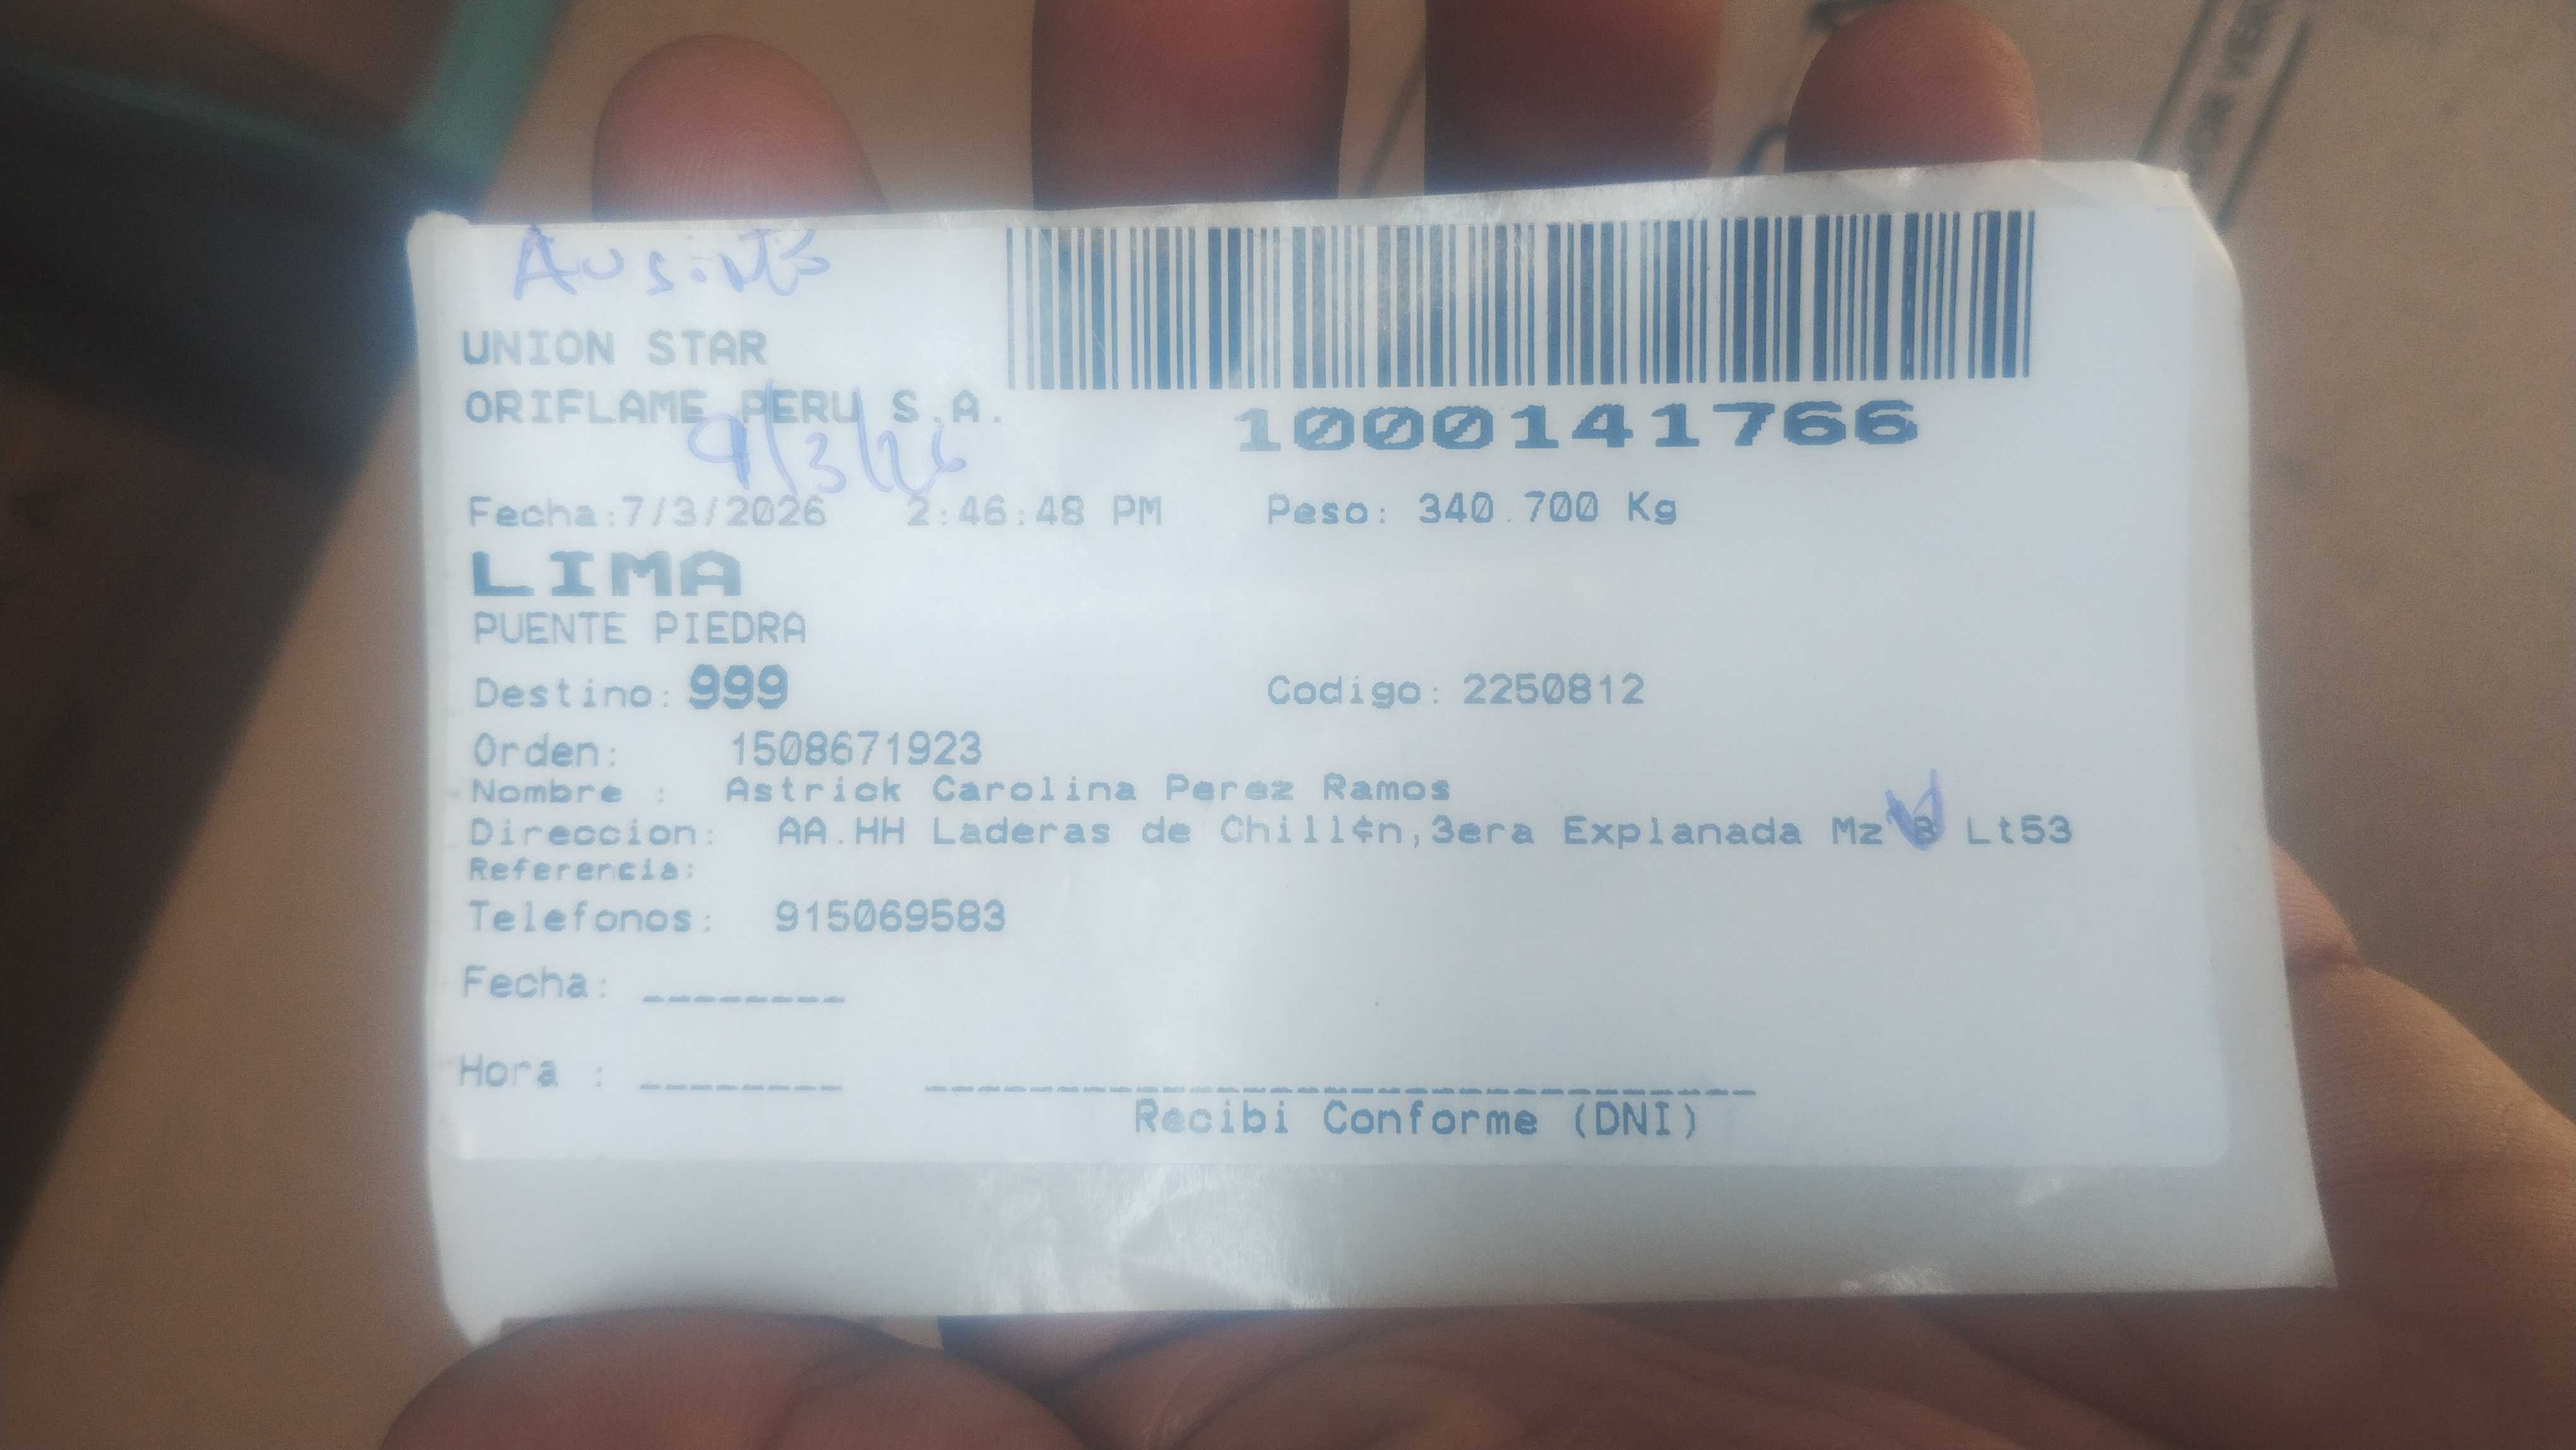 UNION STAR
ORIFLAME PERU S.A.
1000141766
9/3/26
Fecha:7/3/2026 2:46:48 PM Peso: 340.700 Kg
LIMA
PUENTE PIEDRA
Destino: 999 Codigo: 2250812
Orden: 1508671923
Nombre : Astrick Carolina Perez Ramos
Direccion: AA.HH Laderas de Chill¢n,3era Explanada Mz B Lt53
Referencia:
Telefonos: 915069583
Fecha: ________
Hora : ________
Recibi Conforme (DNI)